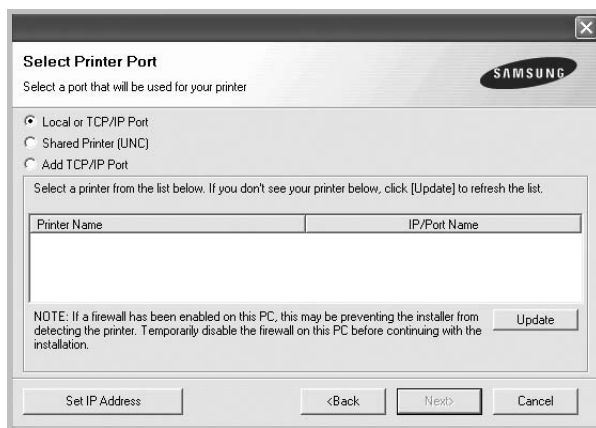 Select Printer Port
Select a port that will be used for your printer
SAMSUNG
Local or TCP/IP Port
Shared Printer (UNC)
Add TCP/IP Port
Select a printer from the list below. If you don't see your printer below, click [Update] to refresh the list.
Printer Name IP/Port Name
NOTE: If a firewall has been enabled on this PC, this may be preventing the installer from
detecting the printer. Temporarily disable the firewall on this PC before continuing with the
installation.
Update
Set IP Address <Back Next> Cancel